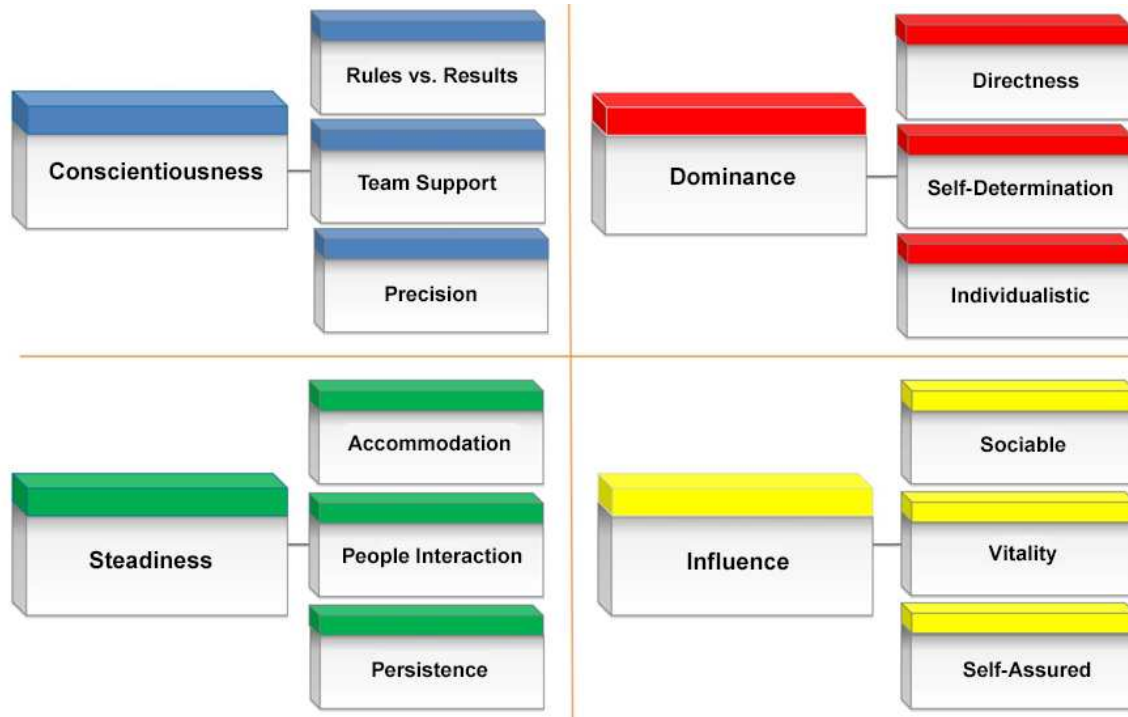 Conscientiousness
Rules vs. Results
Team Support
Precision
Dominance
Directness
Self-Determination
Individualistic
Steadiness
Accommodation
People Interaction
Persistence
Influence
Sociable
Vitality
Self-Assured